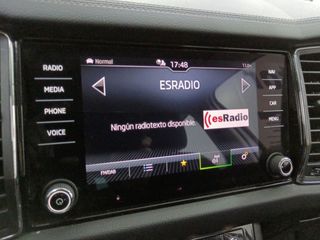 Normal
17:48
RADIO
NAV
ESRADIO
MEDIA
APP
PHONE
CAR
Ningún radiotexto disponible.
esRadio
VOICE
MENU
FM/DAB